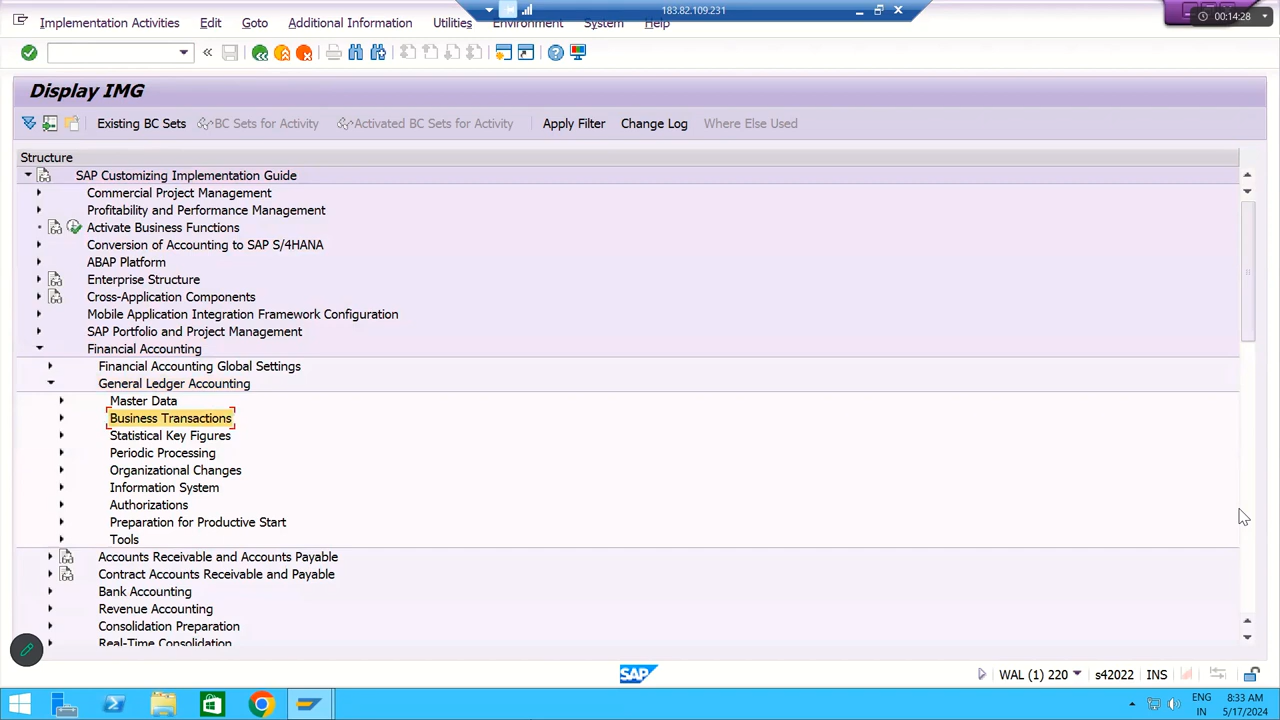 183.82.109.231
00:14:28
Implementation Activities Edit Goto Additional Information Utilities Environment System Help
Display IMG
Existing BC Sets BC Sets for Activity Activated BC Sets for Activity Apply Filter Change Log Where Else Used
Structure
SAP Customizing Implementation Guide
Commercial Project Management
Profitability and Performance Management
Activate Business Functions
Conversion of Accounting to SAP S/4HANA
ABAP Platform
Enterprise Structure
Cross-Application Components
Mobile Application Integration Framework Configuration
SAP Portfolio and Project Management
Financial Accounting
Financial Accounting Global Settings
General Ledger Accounting
Master Data
Business Transactions
Statistical Key Figures
Periodic Processing
Organizational Changes
Information System
Authorizations
Preparation for Productive Start
Tools
Accounts Receivable and Accounts Payable
Contract Accounts Receivable and Payable
Bank Accounting
Revenue Accounting
Consolidation Preparation
Real-Time Consolidation
SAP
WAL (1) 220 s42022 INS
ENG 8:33 AM
IN 5/17/2024